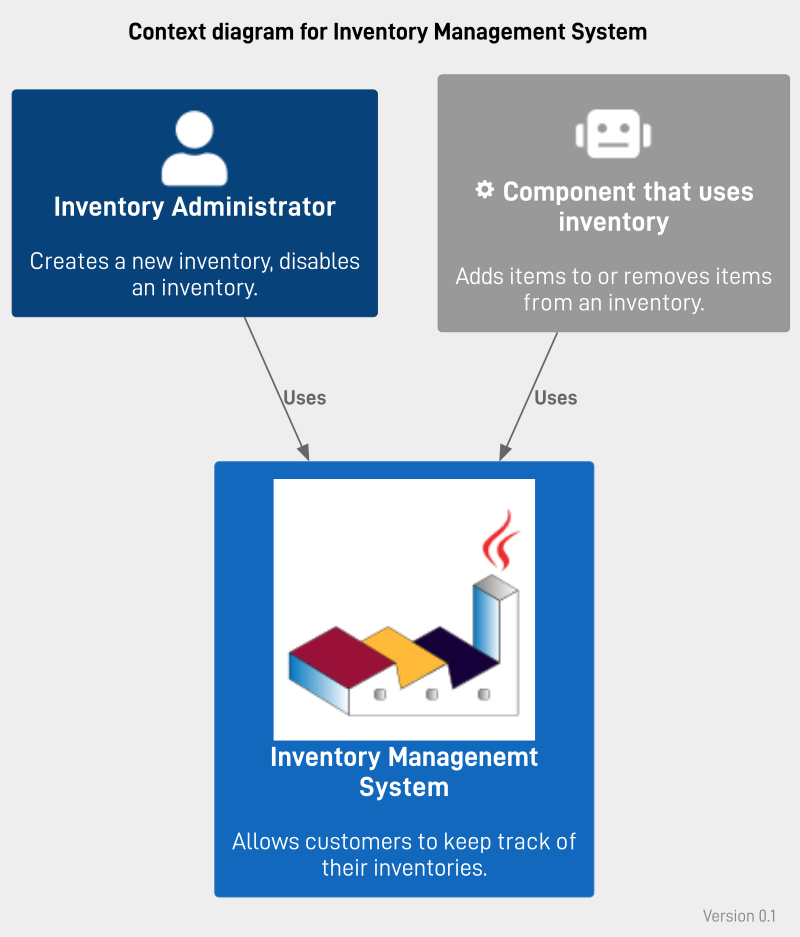 Context diagram for Inventory Management System
Inventory Administrator
Creates a new inventory, disables
an inventory.
Component that uses
inventory
Adds items to or removes items
from an inventory.
Uses
Uses
Inventory Managenemt
System
Allows customers to keep track of
their inventories.
Version 0.1